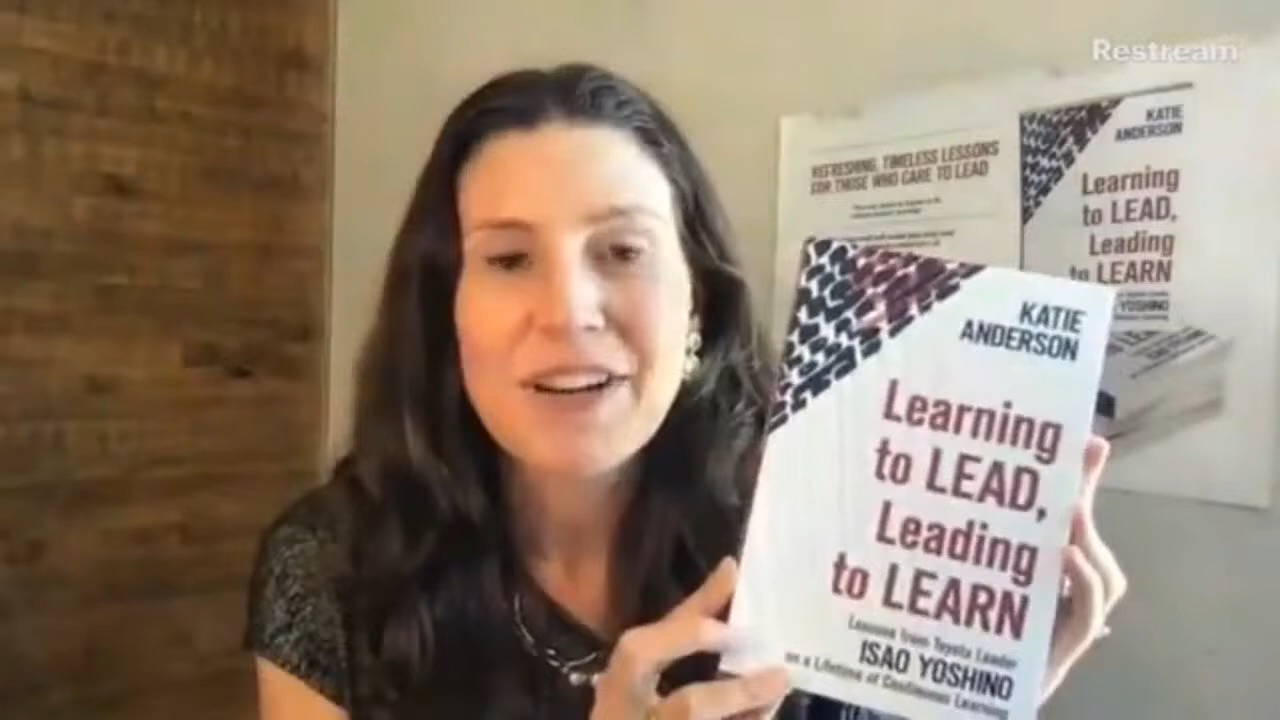 Restream
REFRESHING, TIMELESS LESSONS
FOR THOSE WHO CARE TO LEAD
KATIE
ANDERSON
Learning
to LEAD,
Leading
to LEARN
YOSHINO
KATIE
ANDERSON
Learning
to LEAD,
Leading
to LEARN
Lessons from Toyota Leader
ISAO YOSHINO
on a Lifetime of Continuous Learning